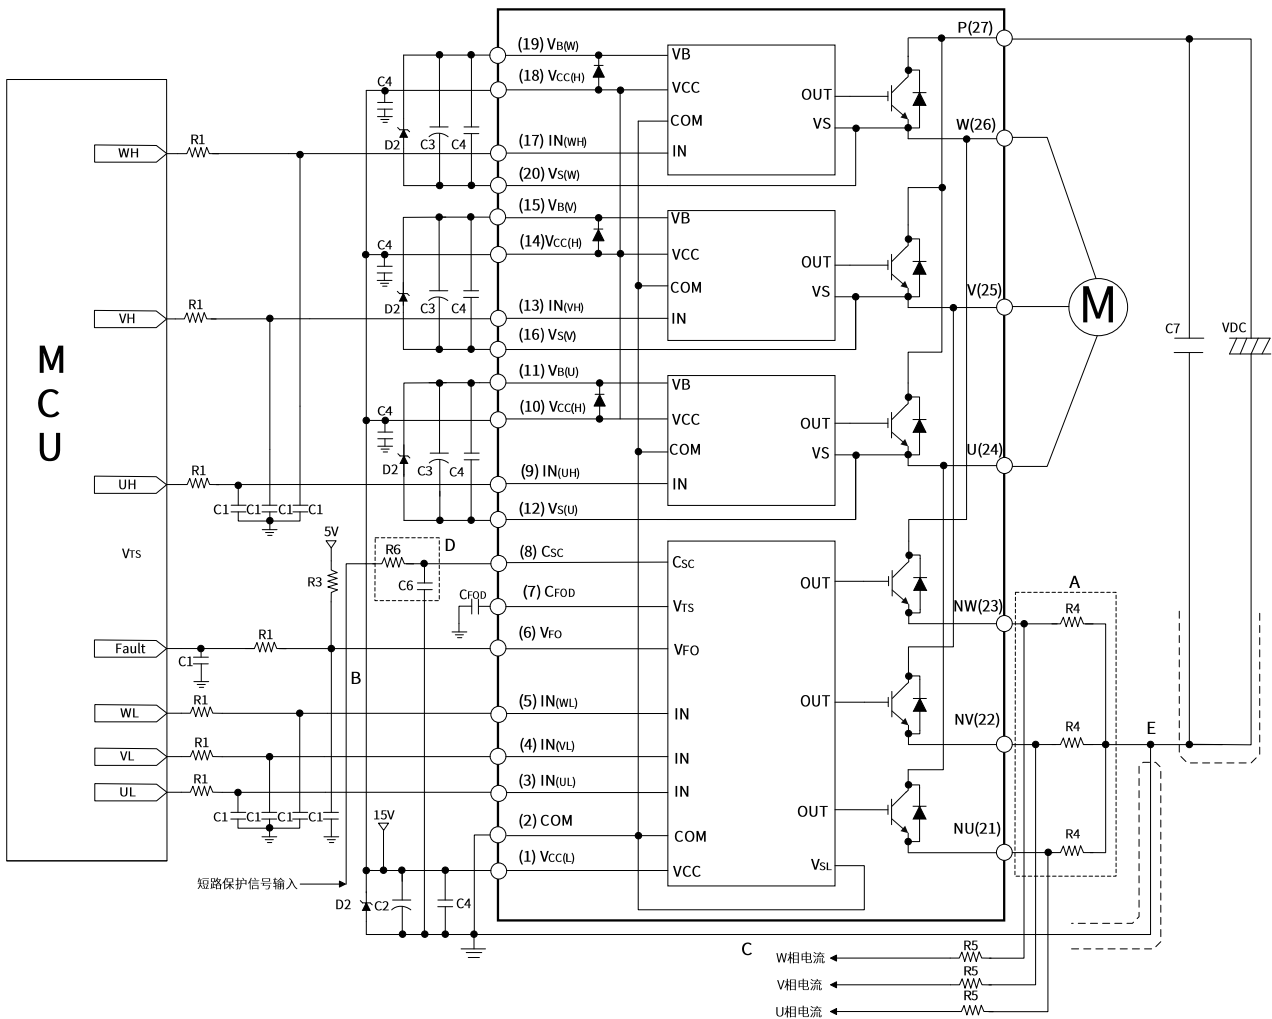 MCU
WH
VH
UH
VTS
Fault
WL
VL
UL
R1
R1
R1
R1
R1
R1
R1
C1
C1
C1
C1
C1
C1
C1
C1
5V
R3
B
短路保护信号输入
15V
D2
C2
C4
C4
D2
C3
C4
C4
D2
C3
C4
C4
D2
C3
C4
R6
C6
D
CFOD
(19) VB(W)
(18) VCC(H)
(17) IN(WH)
(20) VS(W)
(15) VB(V)
(14)VCC(H)
(13) IN(VH)
(16) VS(V)
(11) VB(U)
(10) VCC(H)
(9) IN(UH)
(12) VS(U)
(8) CSC
(7) CFOD
(6) VFO
(5) IN(WL)
(4) IN(VL)
(3) IN(UL)
(2) COM
(1) VCC(L)
VB
VCC
COM
IN
OUT
VS
VB
VCC
COM
IN
OUT
VS
VB
VCC
COM
IN
OUT
VS
CSC
VTS
VFO
IN
IN
IN
COM
VCC
OUT
OUT
OUT
VSL
P(27)
W(26)
V(25)
U(24)
NW(23)
NV(22)
NU(21)
M
C7
VDC
A
R4
R4
R4
E
C
W相电流
V相电流
U相电流
R5
R5
R5